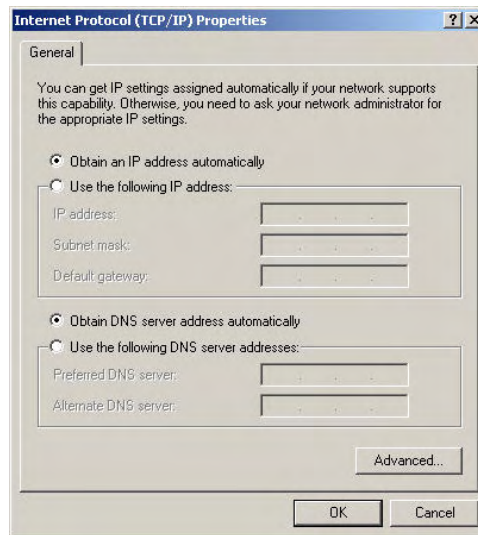 Internet Protocol (TCP/IP) Properties
General
You can get IP settings assigned automatically if your network supports
this capability. Otherwise, you need to ask your network administrator for
the appropriate IP settings.
Obtain an IP address automatically
Use the following IP address:
IP address:
Subnet mask:
Default gateway:
Obtain DNS server address automatically
Use the following DNS server addresses:
Preferred DNS server:
Alternate DNS server:
Advanced...
OK
Cancel